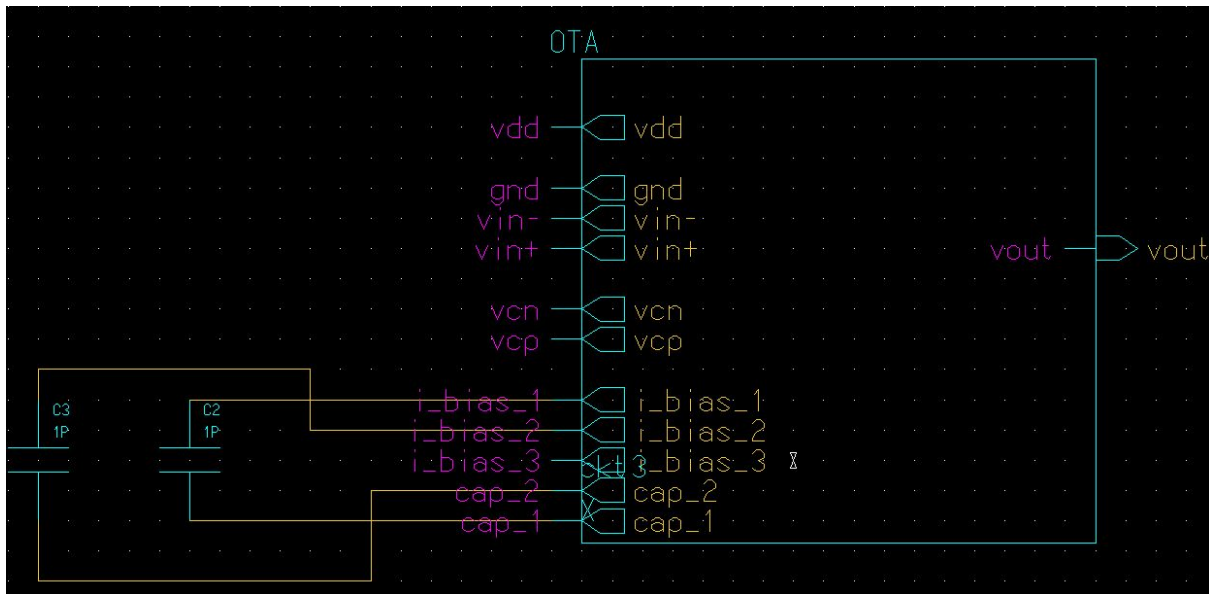 OTA
vdd vdd
gnd gnd
vin- vin-
vin+ vin+
vout vout
vcn vcn
vcp vcp
i_bias_1 i_bias_1
C3 C2
1P 1P
i_bias_2 i_bias_2
i_bias_3 i_bias_3
ckt3
cap_2 cap_2
cap_1 cap_1